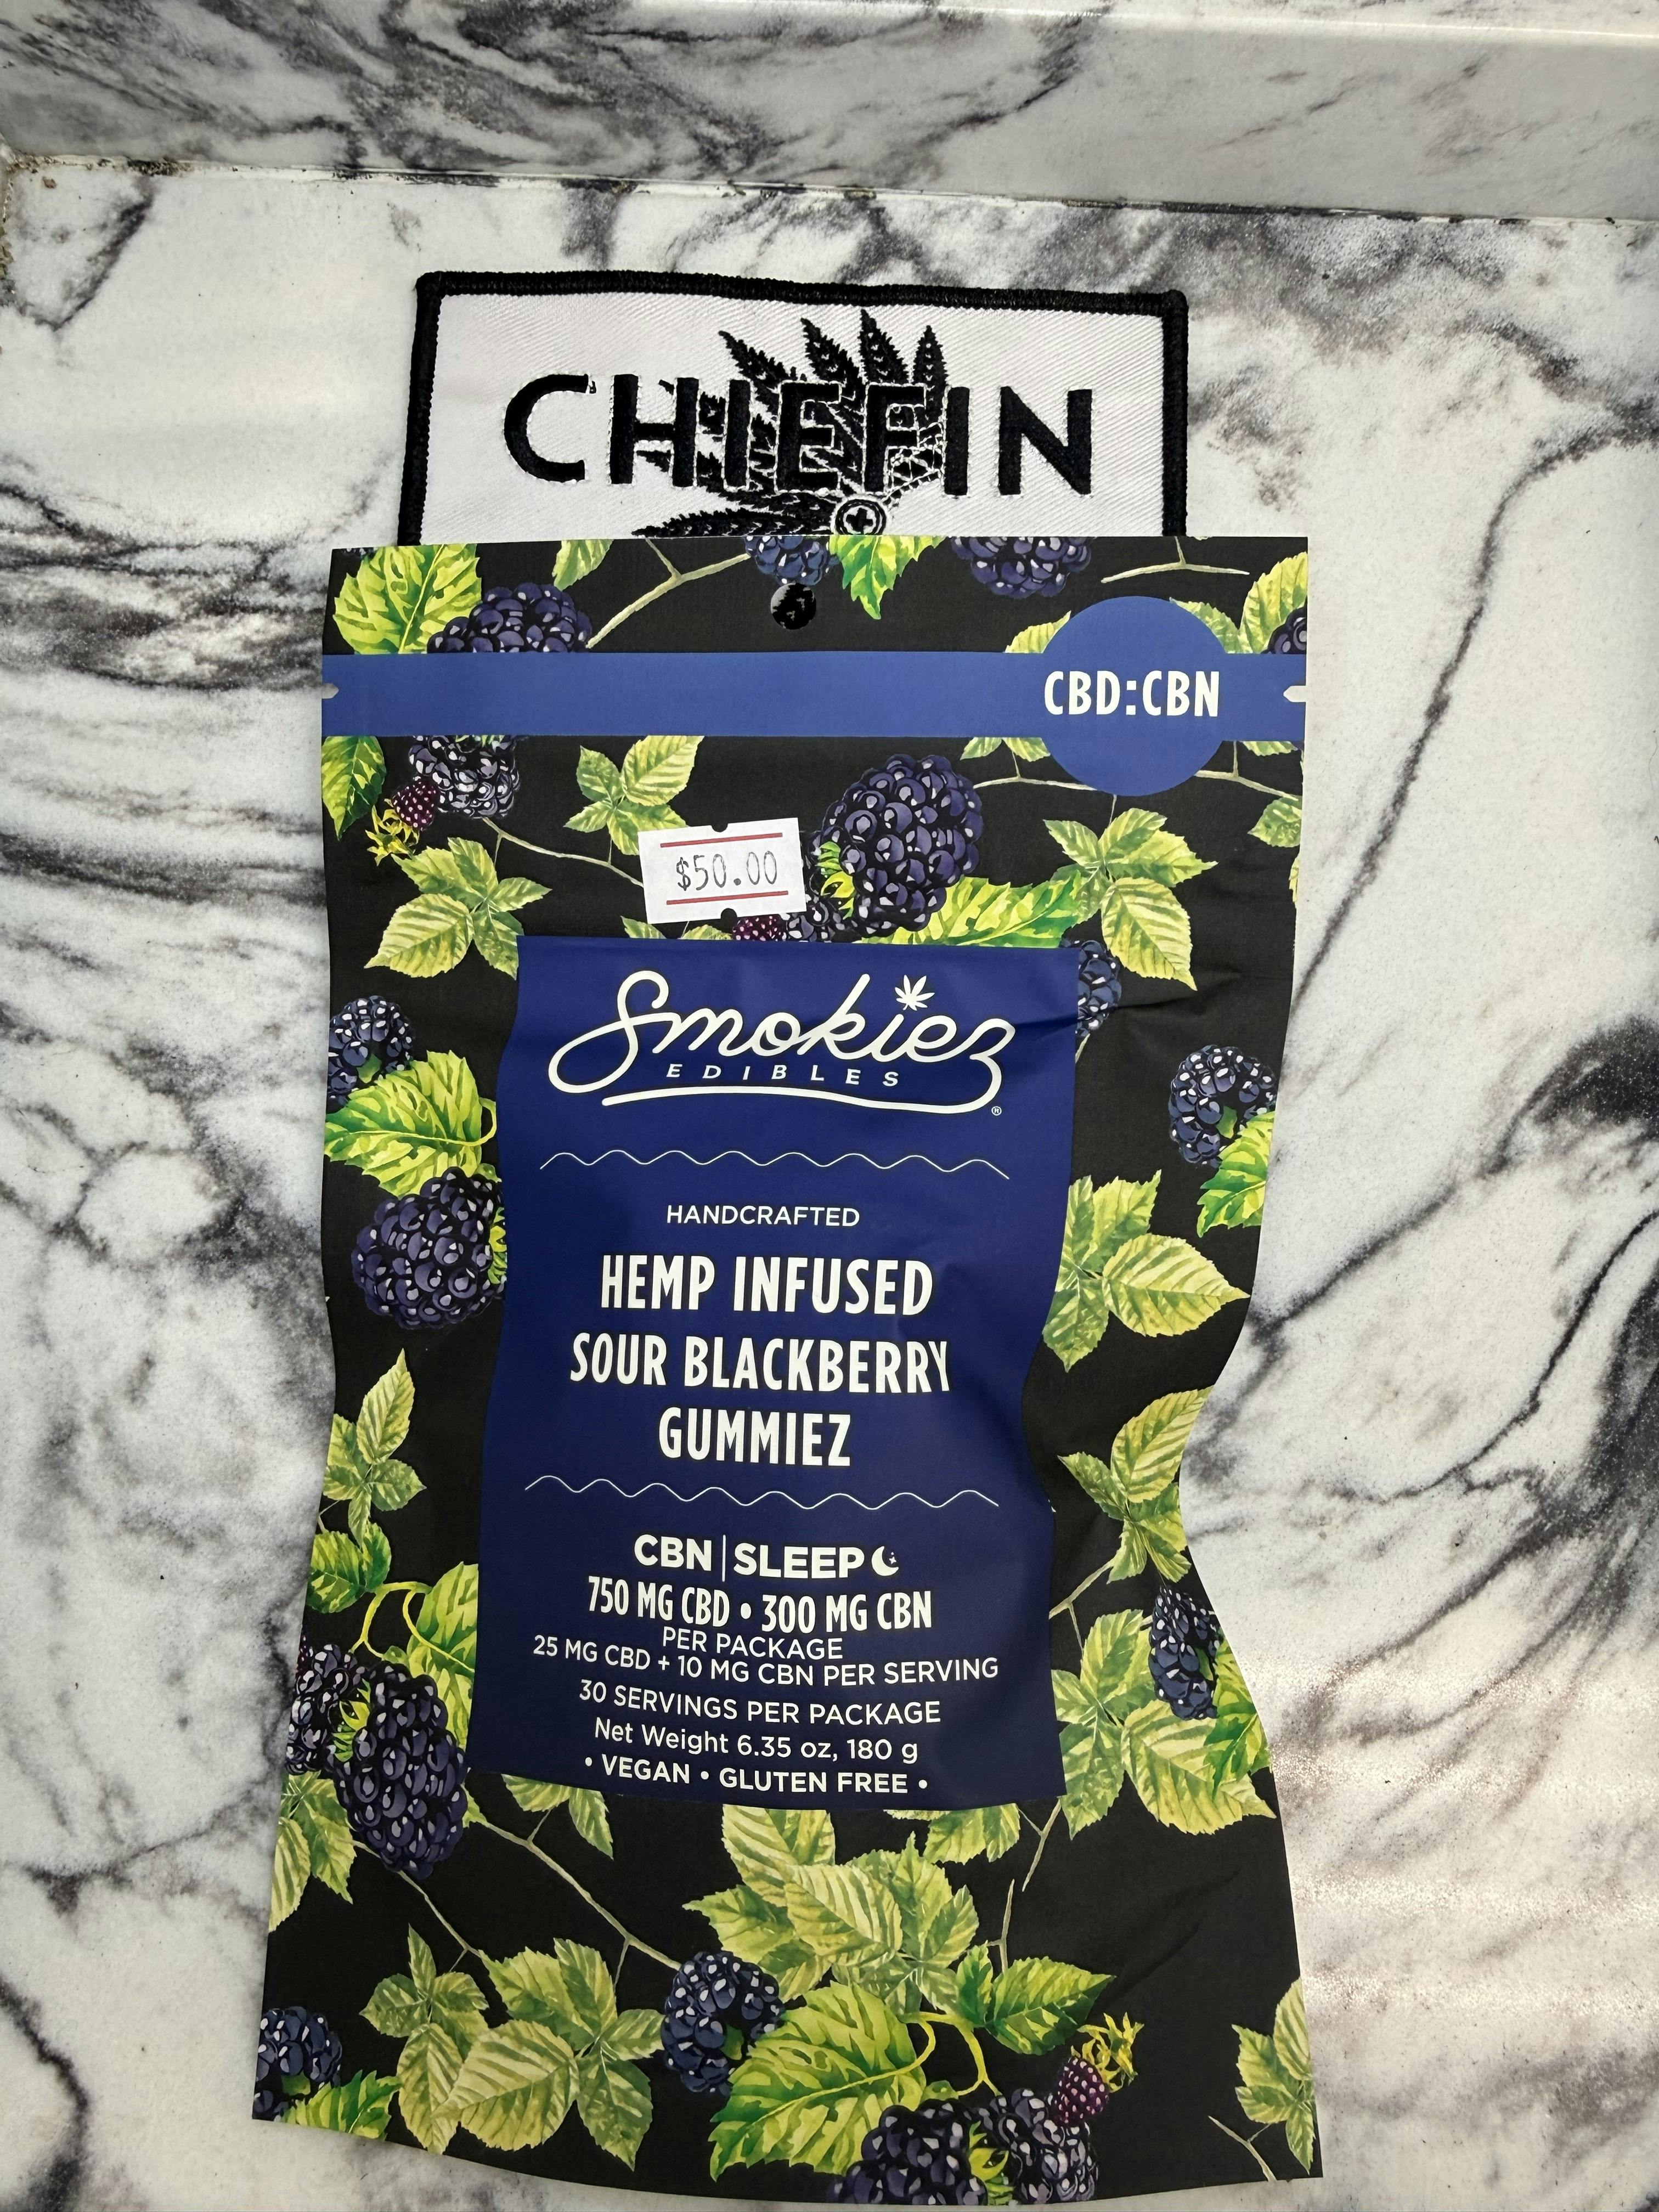 CHIEFIN
CBD:CBN
$50.00
Smokiez
EDIBLES
®
HANDCRAFTED
HEMP INFUSED
SOUR BLACKBERRY
GUMMIEZ
CBN | SLEEP
750 MG CBD • 300 MG CBN
PER PACKAGE
25 MG CBD + 10 MG CBN PER SERVING
30 SERVINGS PER PACKAGE
Net Weight 6.35 oz, 180 g
• VEGAN • GLUTEN FREE •